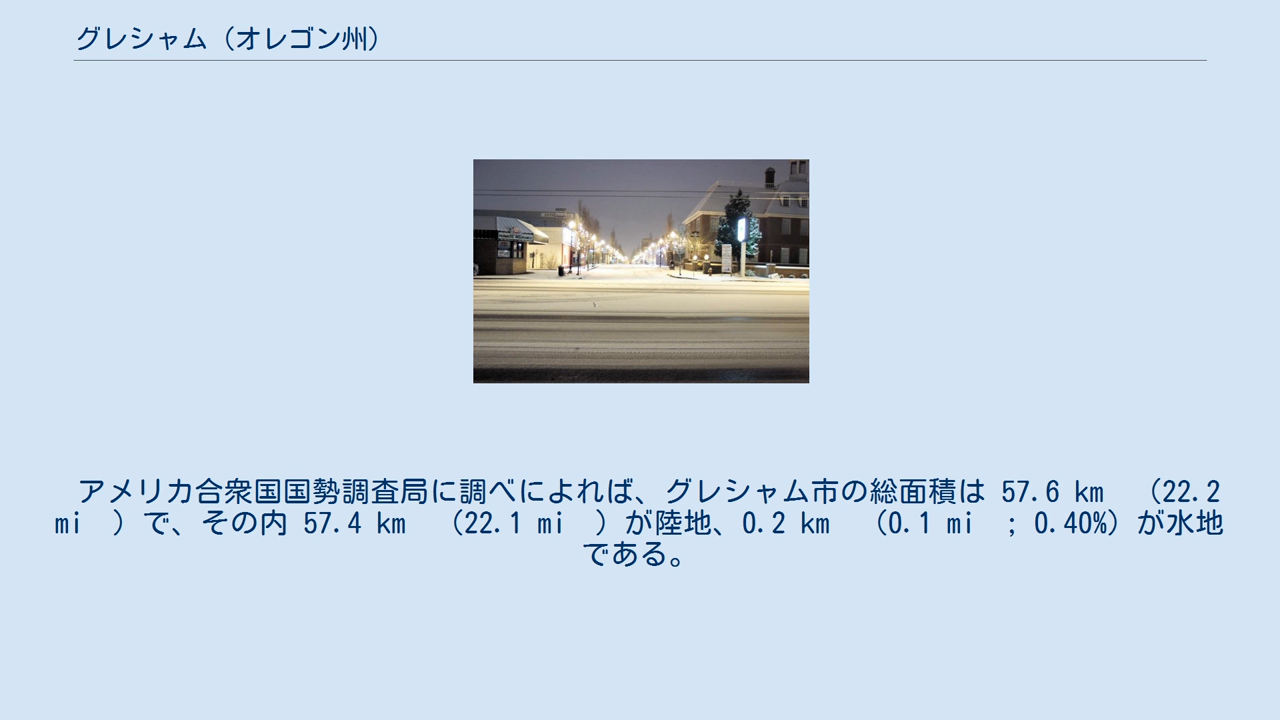 グレシャム（オレゴン州）
アメリカ合衆国国勢調査局に調べによれば、グレシャム市の総面積は 57.6 km （22.2
mi ）で、その内 57.4 km （22.1 mi ）が陸地、0.2 km （0.1 mi ; 0.40%）が水地
である。